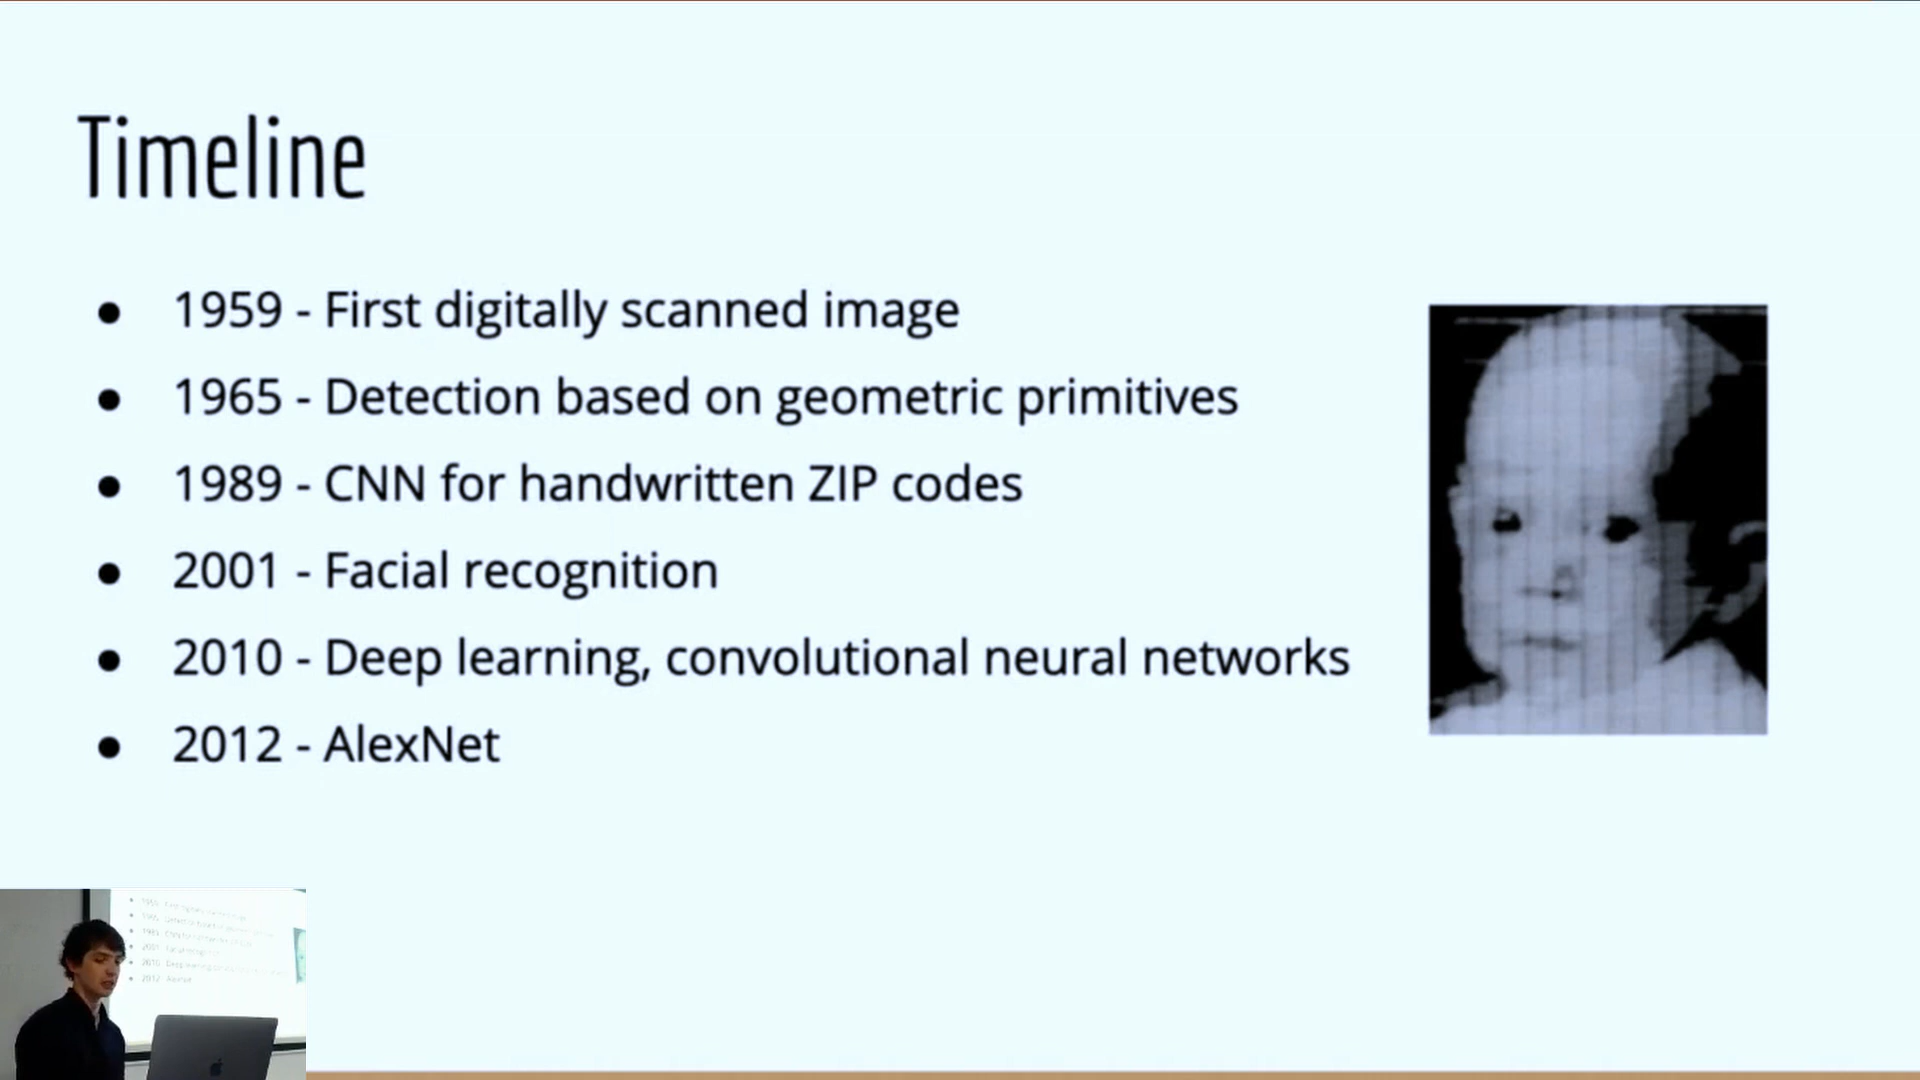 Timeline
● 1959 - First digitally scanned image
● 1965 - Detection based on geometric primitives
● 1989 - CNN for handwritten ZIP codes
● 2001 - Facial recognition
● 2010 - Deep learning, convolutional neural networks
● 2012 - AlexNet